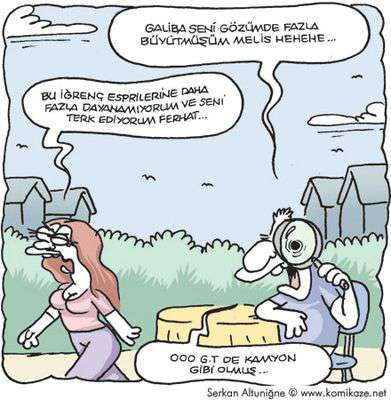 GALİBA SENİ GÖZÜMDE FAZLA
BÜYÜTMÜŞÜM MELİS HEHEHE...
BU İĞRENÇ ESPRİLERİNE DAHA
FAZLA DAYANAMIYORUM VE SENİ
TERK EDİYORUM FERHAT...
OOO G.T DE KAMYON
GİBİ OLMUŞ...
Serkan Altuniğne © www.komikaze.net